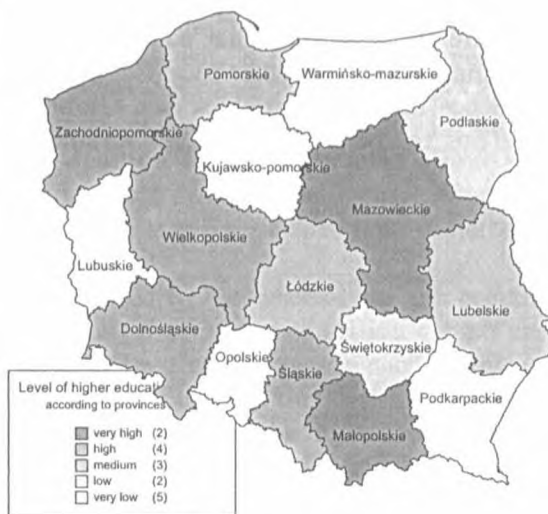 Pomorskie
Warmińsko-mazurskie
Podlaskie
Zachodniopomorskie
Kujawsko-pomorskie
Mazowieckie
Wielkopolskie
Lubuskie
Łódzkie
Lubelskie
Dolnośląskie
Opolskie
Świętokrzyskie
Śląskie
Podkarpackie
Małopolskie
Level of higher educati
according to provinces
very high (2)
high (4)
medium (3)
low (2)
very low (5)